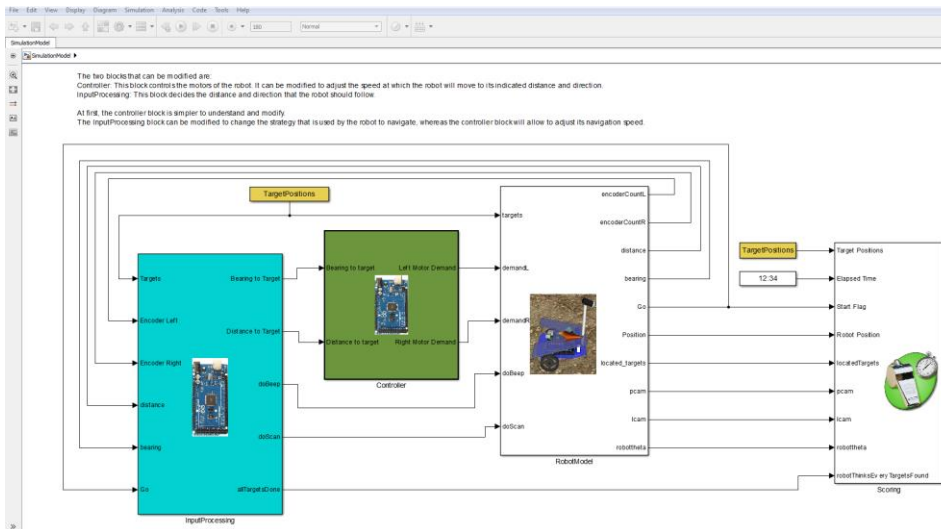 File Edit View Display Diagram Simulation Analysis Code Tools Help
180 Normal
SimulationModel
SimulationModel
The two blocks that can be modified are:
Controller: This block controls the motors of the robot. It can be modified to adjust the speed at which the robot will move to its indicated distance and direction.
InputProcessing: This block decides the distance and direction that the robot should follow.
At first, the controller block is simpler to understand and modify.
The InputProcessing block can be modified to change the strategy that is used by the robot to navigate, whereas the controller block will allow to adjust its navigation speed.
TargetPositions
Targets
Encoder Left
Encoder Right
distance
bearing
Go
Bearing to Target
Distance to Target
doBeep
doScan
allTargetsDone
InputProcessing
Bearing to target
Distance to target
Left Motor Demand
Right Motor Demand
Controller
targets
demandL
demandR
doBeep
doScan
encoderCountL
encoderCountR
distance
bearing
Go
Position
located_targets
pcam
lcam
robottheta
RobotModel
TargetPositions
12:34
Target Positions
Elapsed Time
Start Flag
Robot Position
locatedTargets
pcam
lcam
robottheta
robotThinksEveryTargetsFound
Scoring